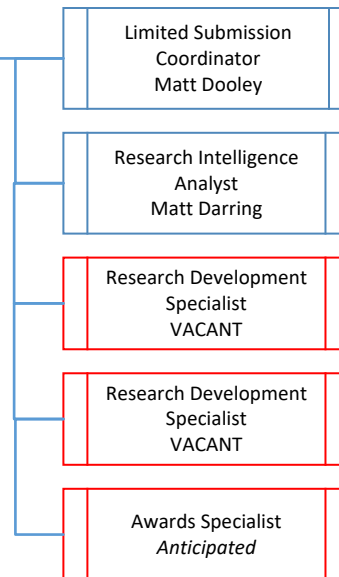 Limited Submission
Coordinator
Matt Dooley
Research Intelligence
Analyst
Matt Darring
Research Development
Specialist
VACANT
Research Development
Specialist
VACANT
Awards Specialist
Anticipated